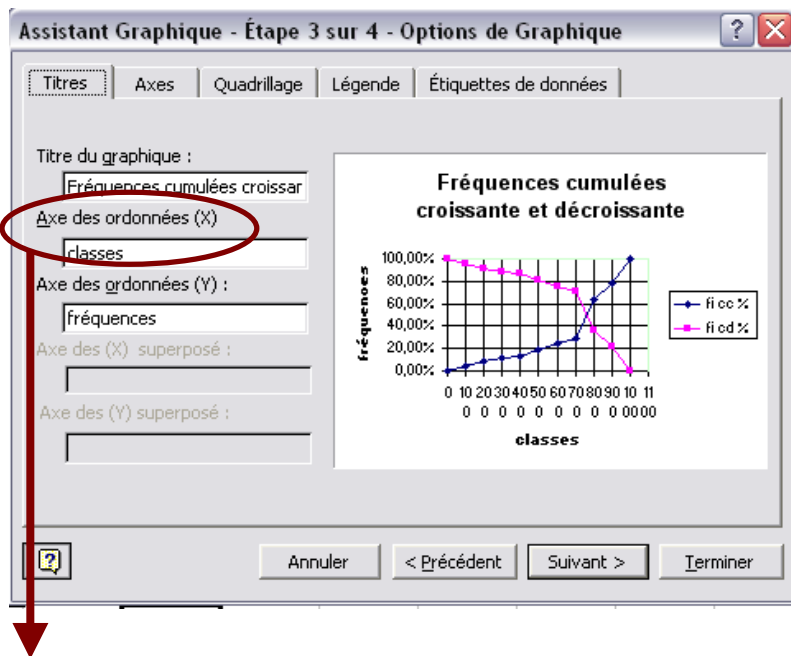 Assistant Graphique - Étape 3 sur 4 - Options de Graphique
Titres Axes Quadrillage Légende Étiquettes de données
Titre du graphique :
Fréquences cumulées croissar
Axe des ordonnées (X)
classes
Axe des ordonnées (Y) :
fréquences
Axe des (X) superposé :
Axe des (Y) superposé :
Fréquences cumulées
croissante et décroissante
100,00%
80,00%
60,00%
40,00%
20,00%
0,00%
fréquences
0 10 20 30 40 50 60 70 80 90 10 11
0 0 0 0 0 0 0 0 0 00 00
classes
fi cc %
fi cd %
Annuler < Précédent Suivant > Terminer